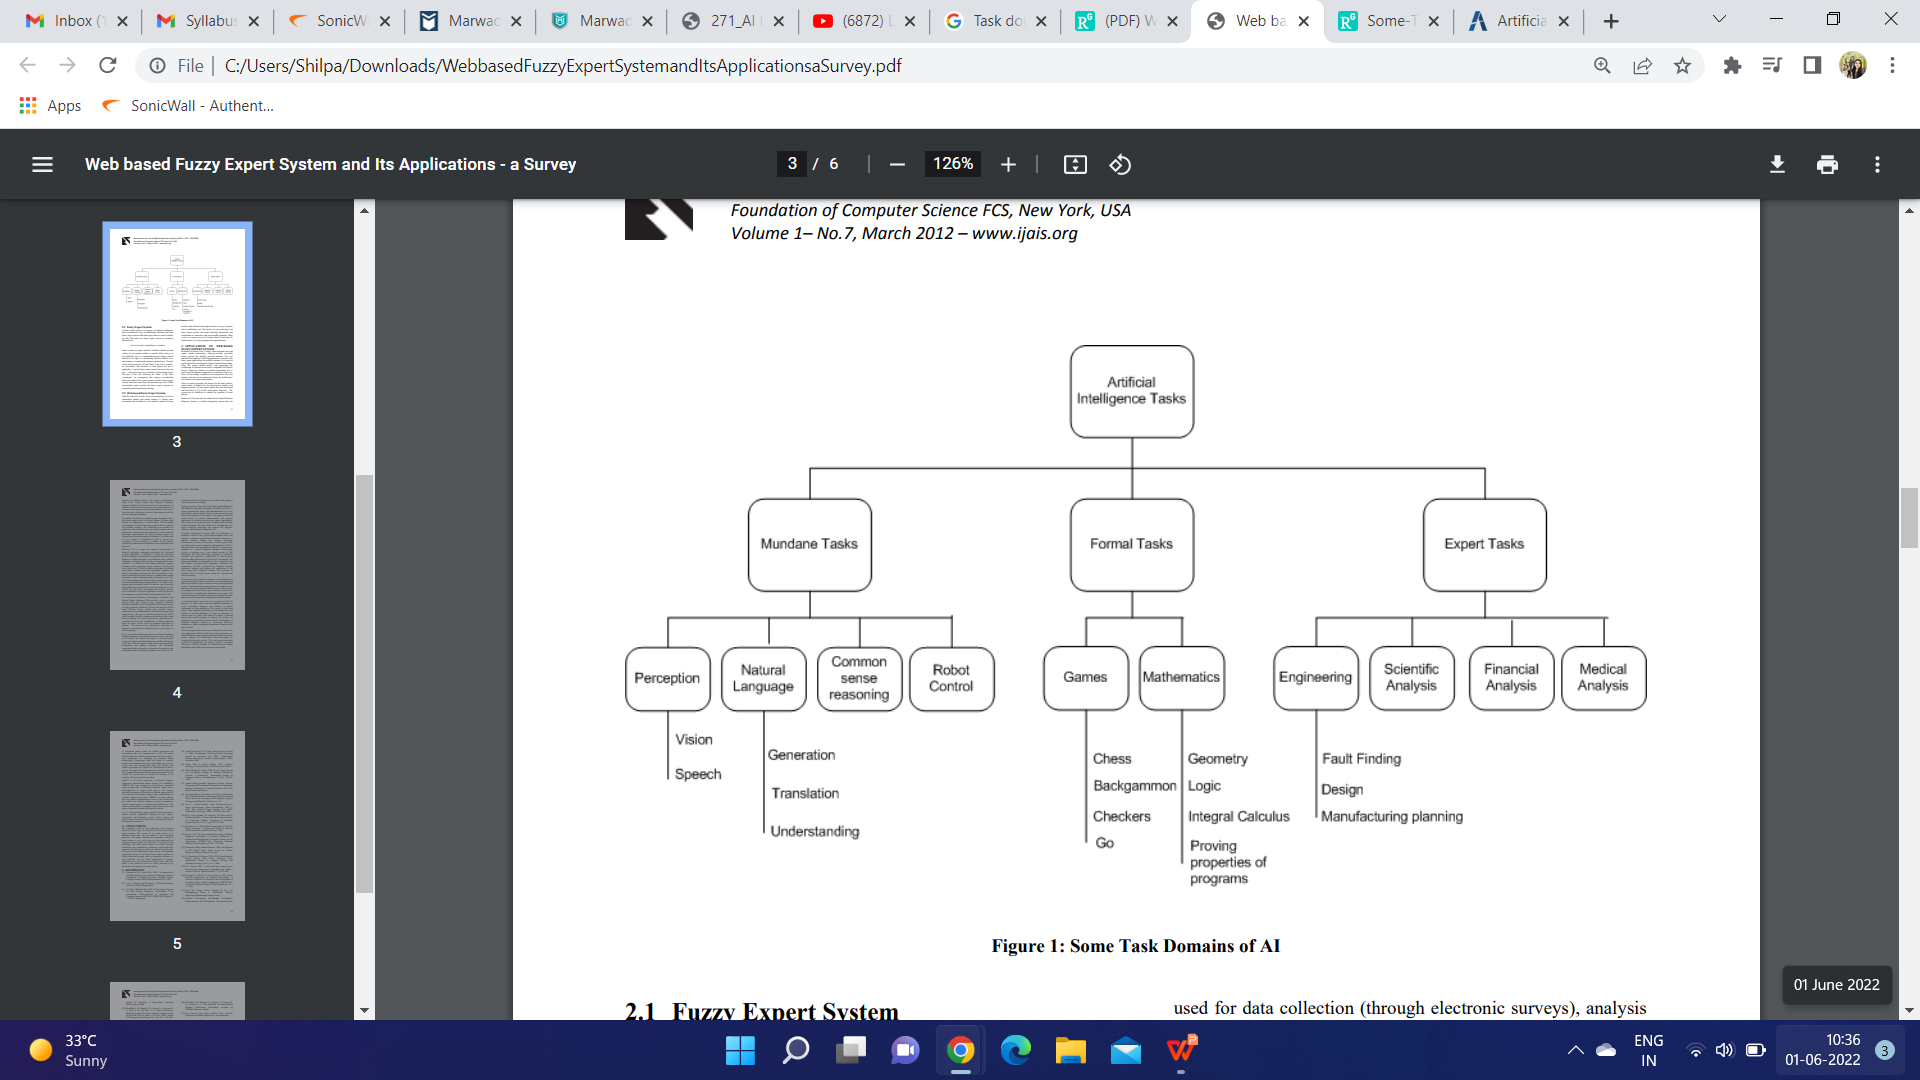 Inbox (1
Syllabu
SonicW
Marwad
Marwad
271_AI
(6872) L
Task do
(PDF) W
Web ba
Some-T
Artificia
File
C:/Users/Shilpa/Downloads/WebbasedFuzzyExpertSystemandItsApplicationsaSurvey.pdf
Apps
SonicWall - Authent...
Web based Fuzzy Expert System and Its Applications - a Survey
3 / 6
126%
Foundation of Computer Science FCS, New York, USA
Volume 1– No.7, March 2012 – www.ijais.org
Artificial
Intelligence Tasks
Mundane Tasks
Formal Tasks
Expert Tasks
Perception
Natural
Language
Common
sense
reasoning
Robot
Control
Games
Mathematics
Engineering
Scientific
Analysis
Financial
Analysis
Medical
Analysis
Vision
Speech
Generation
Translation
Understanding
Chess
Backgammon
Checkers
Go
Geometry
Logic
Integral Calculus
Proving
properties of
programs
Fault Finding
Design
Manufacturing planning
Figure 1: Some Task Domains of AI
2.1 Fuzzy Expert System
used for data collection (through electronic surveys), analysis
3
4
5
01 June 2022
33°C
Sunny
ENG
IN
10:36
01-06-2022
3